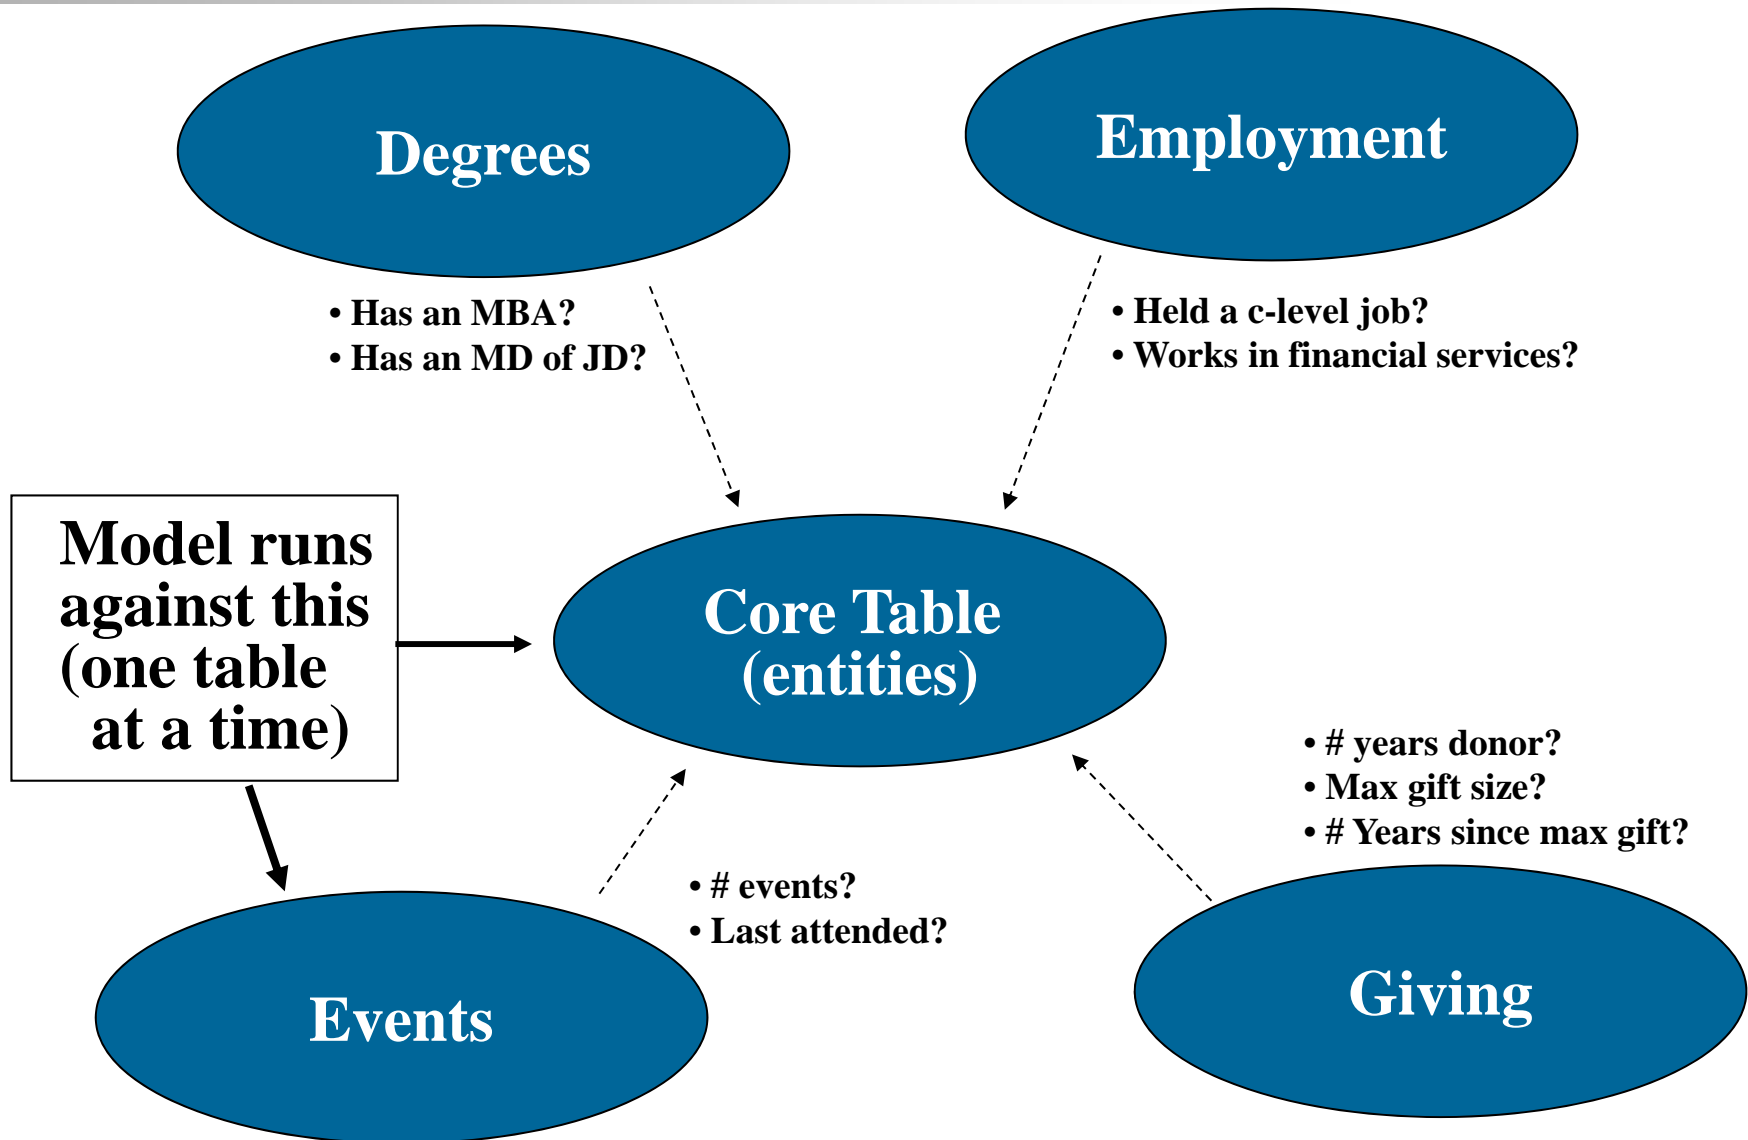 Degrees
Employment
• Has an MBA?
• Has an MD of JD?
• Held a c-level job?
• Works in financial services?
Model runs
against this
(one table
at a time)
Core Table
(entities)
• # years donor?
• Max gift size?
• # Years since max gift?
• # events?
• Last attended?
Events
Giving